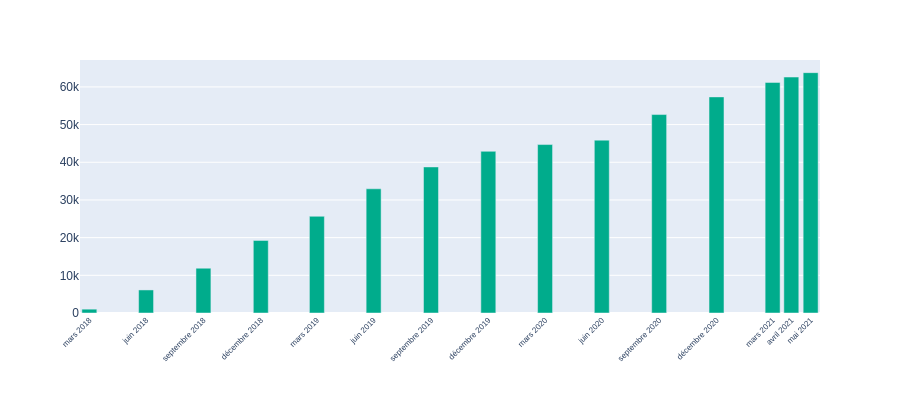 60k
50k
40k
30k
20k
10k
0
mars 2018
juin 2018
septembre 2018
décembre 2018
mars 2019
juin 2019
septembre 2019
décembre 2019
mars 2020
juin 2020
septembre 2020
décembre 2020
mars 2021
avril 2021
mai 2021